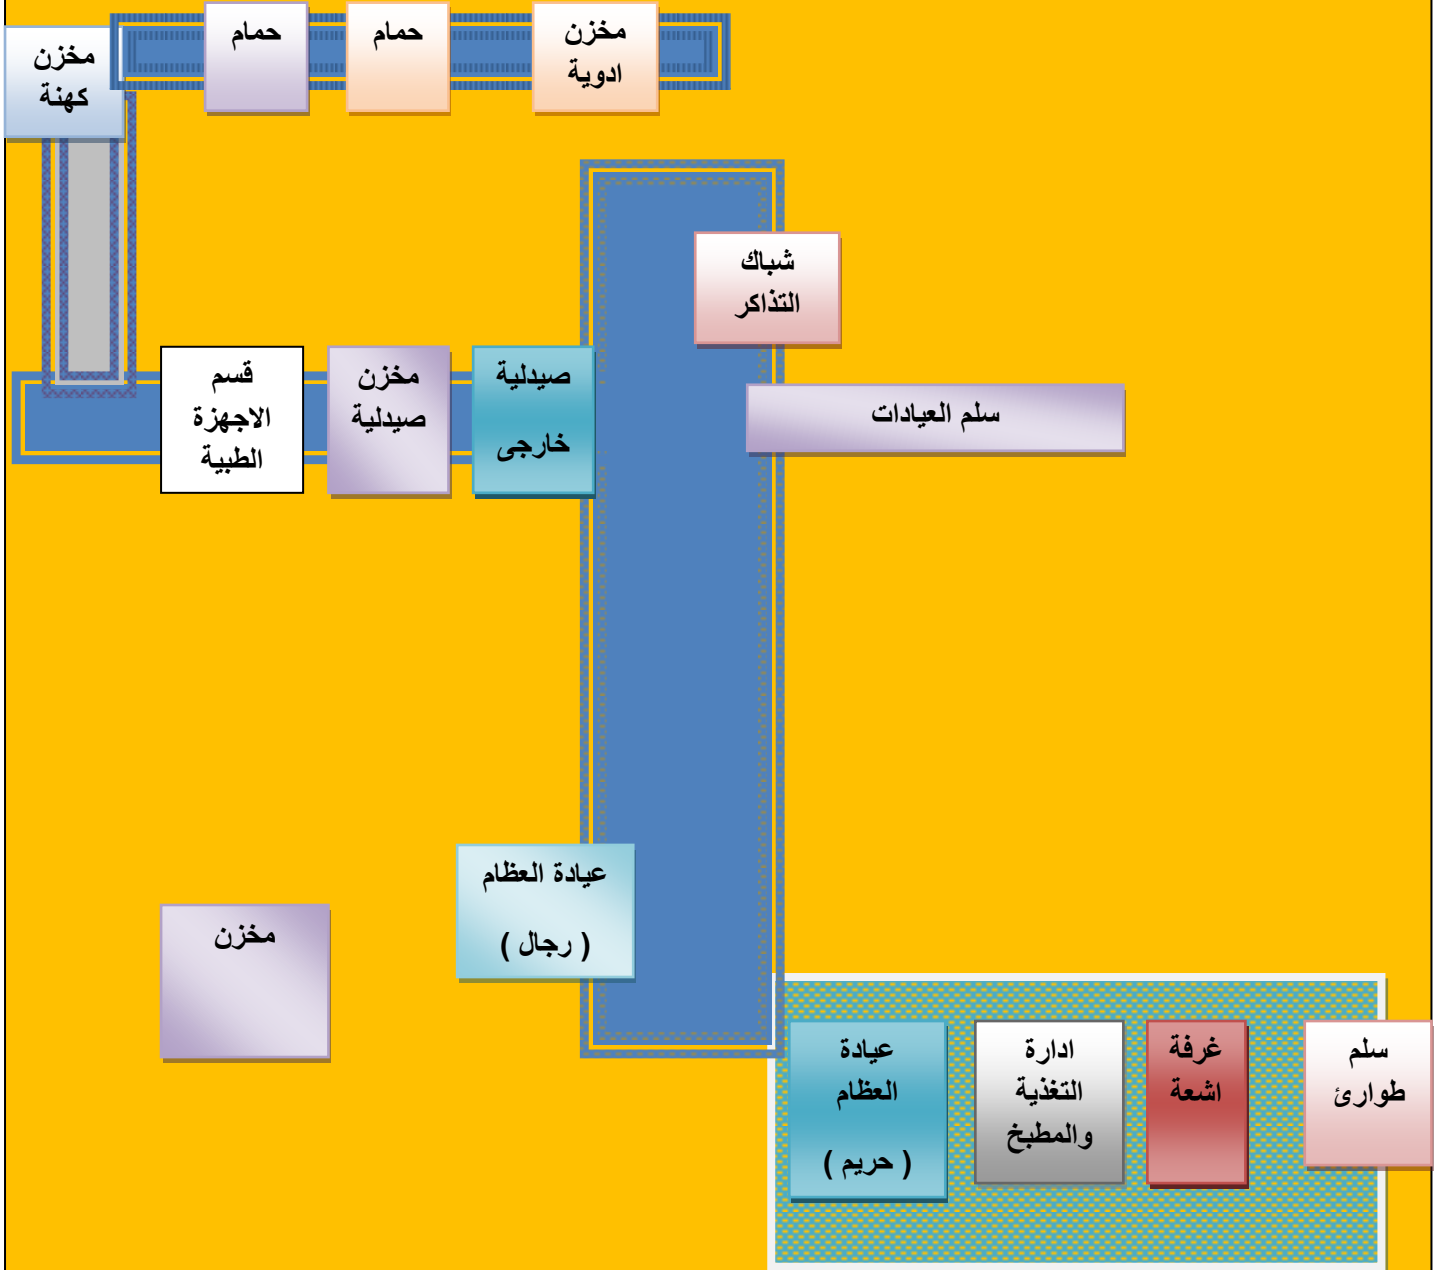 حمام
حمام
مخزن
ادوية
مخزن
كهنة
شباك
التذاكر
قسم
الاجهزة
الطبية
مخزن
صيدلية
صيدلية
خارجى
سلم العيادات
عيادة العظام
( رجال )
مخزن
عيادة
العظام
( حريم )
ادارة
التغذية
والمطبخ
غرفة
اشعة
سلم
طوارئ